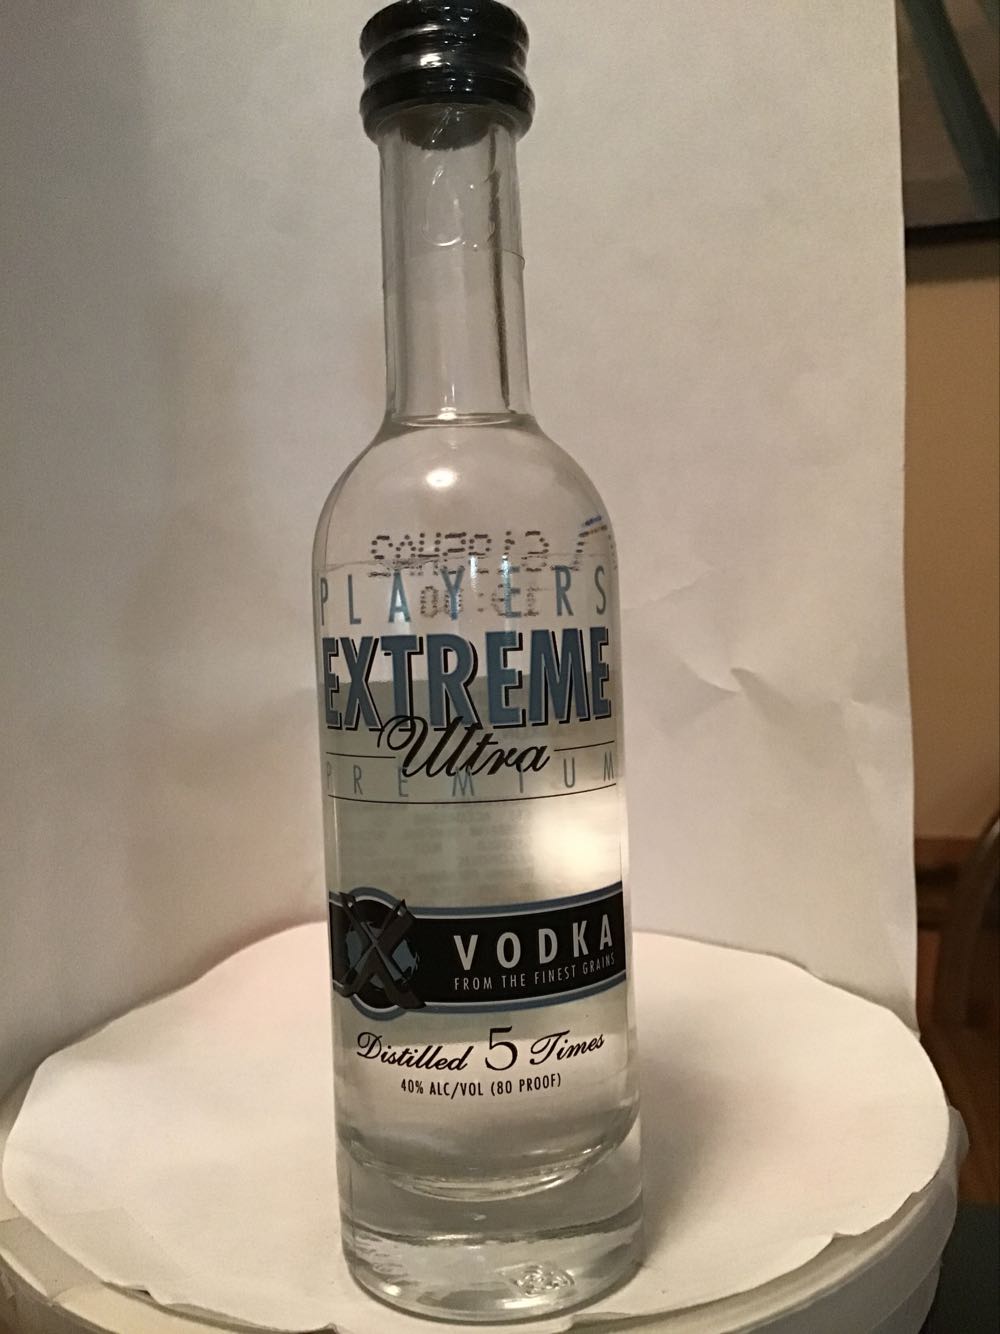 PLAYERS
EXTREME
Ultra
PREMIUM
X
VODKA
FROM THE FINEST GRAINS
Distilled 5 Times
40% ALC/VOL (80 PROOF)